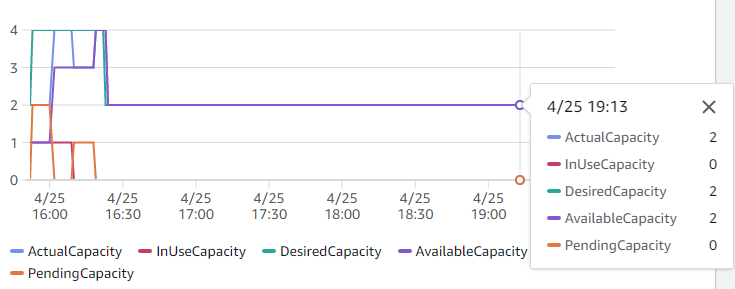 4
3
2
1
0
4/25 4/25 4/25 4/25 4/25 4/25 4/25
16:00 16:30 17:00 17:30 18:00 18:30 19:00
4/25 19:13
ActualCapacity 2
InUseCapacity 0
DesiredCapacity 2
AvailableCapacity 2
PendingCapacity 0
ActualCapacity InUseCapacity DesiredCapacity AvailableCapacity
PendingCapacity